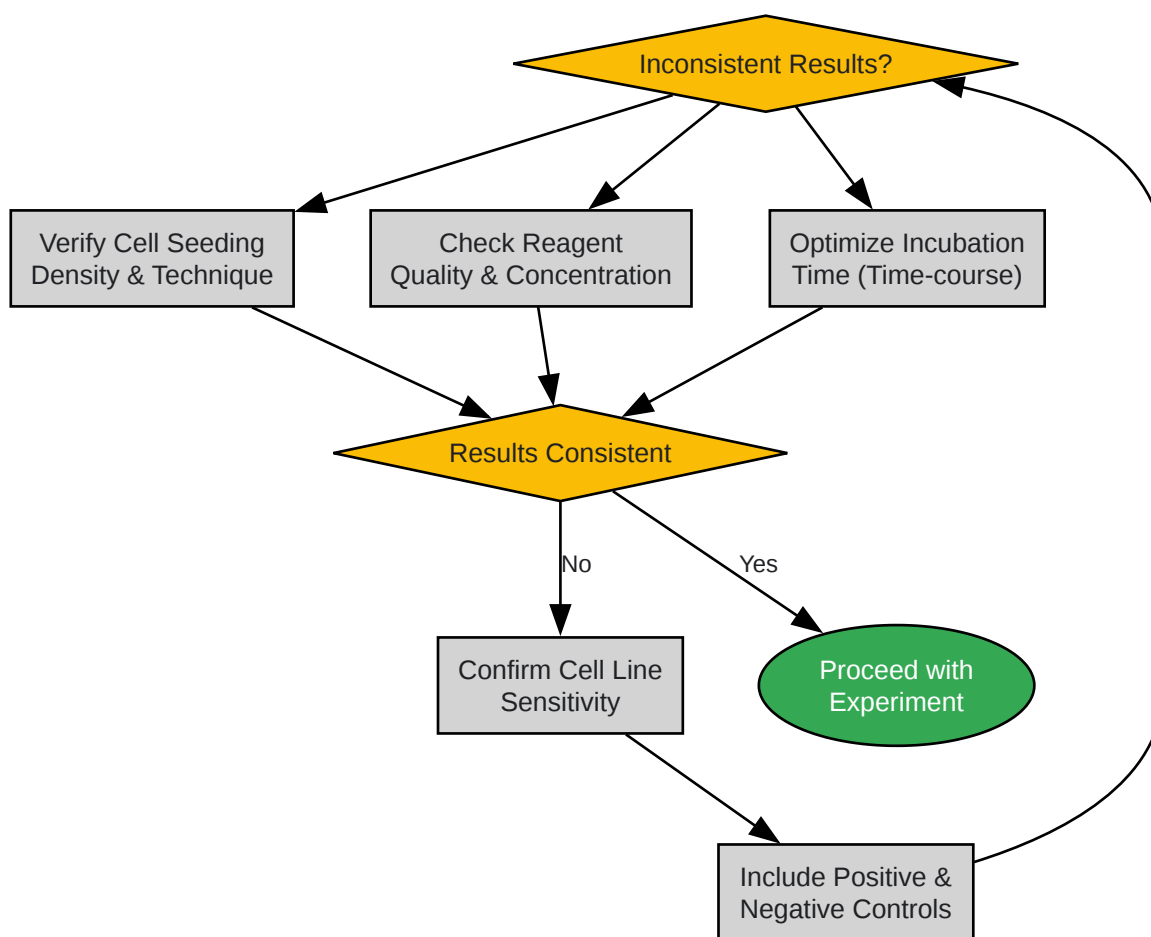 Inconsistent Results?
Verify Cell Seeding
Density & Technique
Check Reagent
Quality & Concentration
Optimize Incubation
Time (Time-course)
Results Consistent
No
Yes
Confirm Cell Line
Sensitivity
Proceed with
Experiment
Include Positive &
Negative Controls